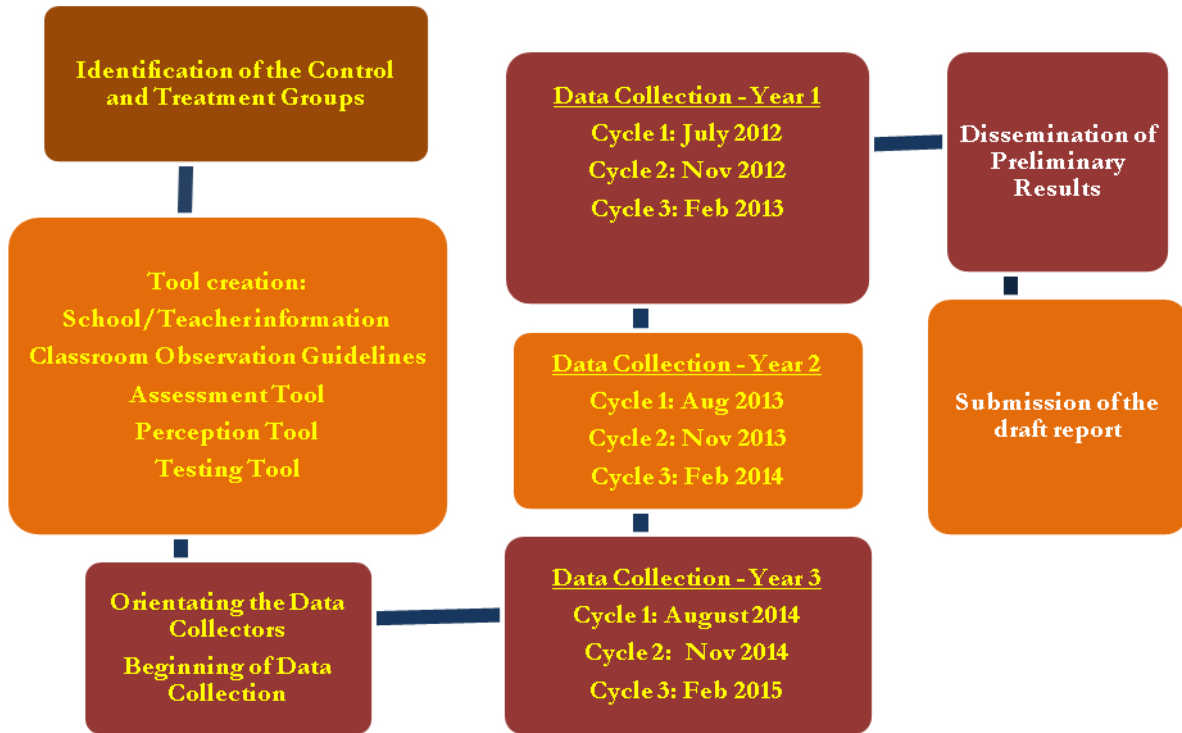 Identification of the Control
and Treatment Groups
Tool creation:
School/Teacher information
Classroom Observation Guidelines
Assessment Tool
Perception Tool
Testing Tool
Orientating the Data
Collectors
Beginning of Data
Collection
Data Collection - Year 1
Cycle 1: July 2012
Cycle 2: Nov 2012
Cycle 3: Feb 2013
Data Collection - Year 2
Cycle 1: Aug 2013
Cycle 2: Nov 2013
Cycle 3: Feb 2014
Data Collection - Year 3
Cycle 1: August 2014
Cycle 2: Nov 2014
Cycle 3: Feb 2015
Dissemination of
Preliminary
Results
Submission of the
draft report